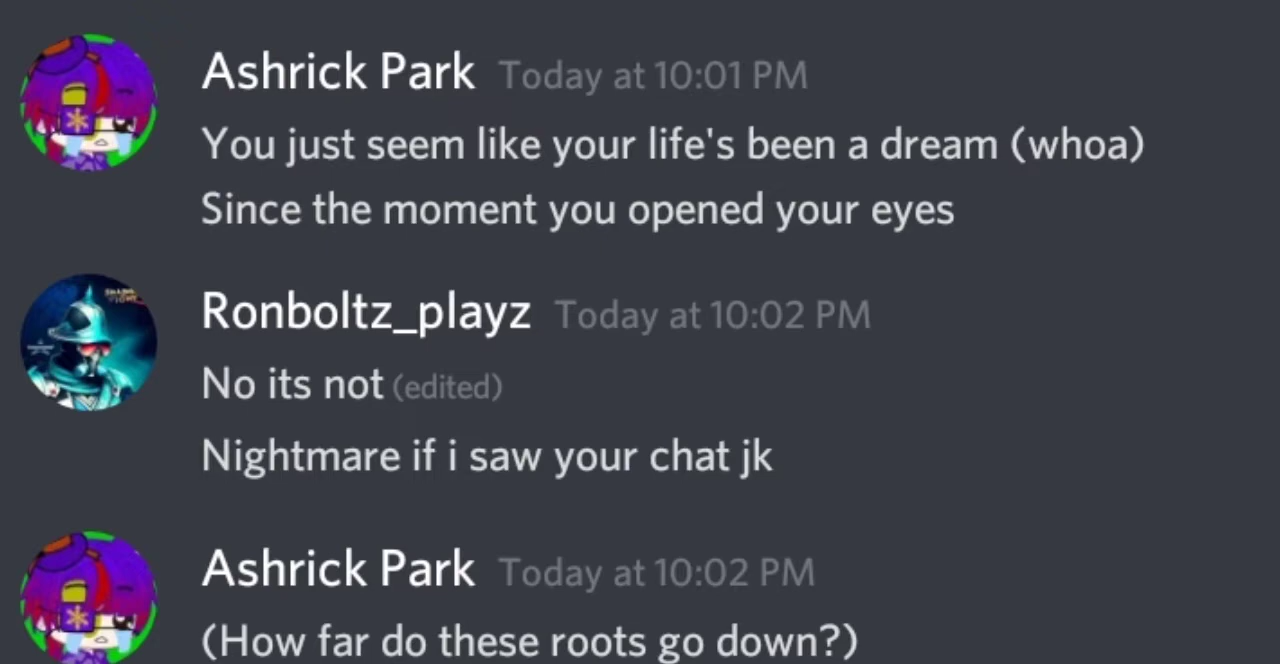 Ashrick Park Today at 10:01 PM
You just seem like your life's been a dream (whoa)
Since the moment you opened your eyes
Ronboltz_playz Today at 10:02 PM
No its not (edited)
Nightmare if i saw your chat jk
Ashrick Park Today at 10:02 PM
(How far do these roots go down?)